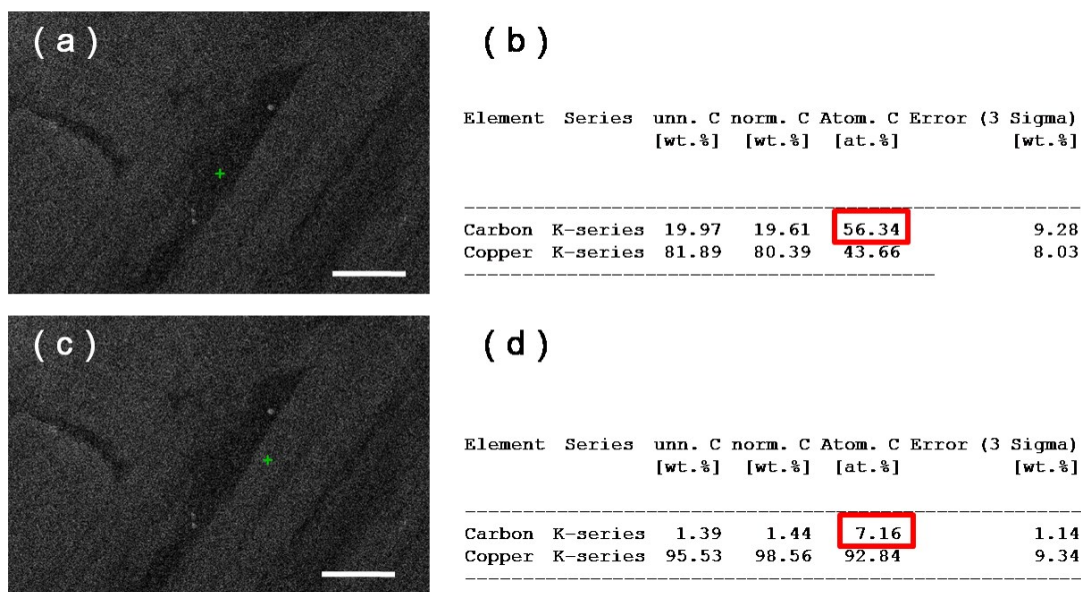 ( a )
( b )
Element Series unn. C norm. C Atom. C Error (3 Sigma)
[wt.%] [wt.%] [at.%] [wt.%]
Carbon K-series 19.97 19.61 56.34 9.28
Copper K-series 81.89 80.39 43.66 8.03
( c )
( d )
Element Series unn. C norm. C Atom. C Error (3 Sigma)
[wt.%] [wt.%] [at.%] [wt.%]
Carbon K-series 1.39 1.44 7.16 1.14
Copper K-series 95.53 98.56 92.84 9.34